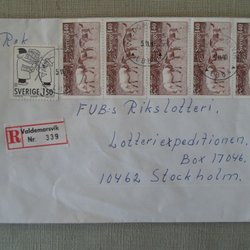 Rek
SVERIGE 1.50
FUB:s Rikslotteri,
R Valdemarsvik
Nr 339
Lotteriexpeditionen,
Box 17046,
10462 Stockholm.